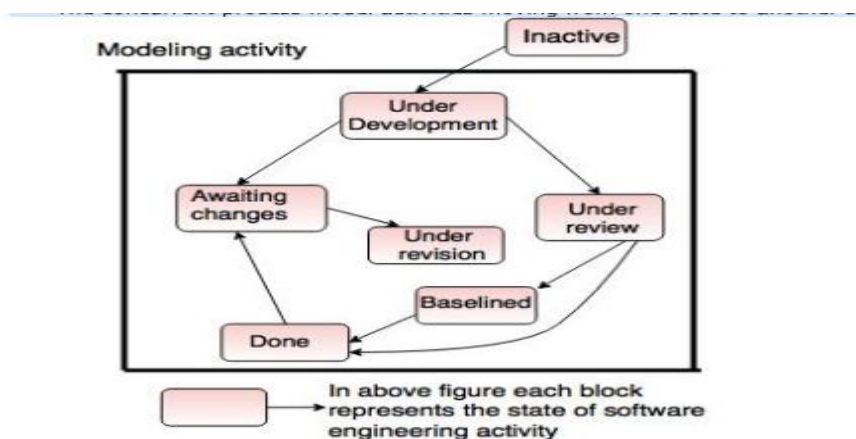 Inactive
Modeling activity
Under
Development
Awaiting
changes
Under
review
Under
revision
Baselined
Done
In above figure each block
represents the state of software
engineering activity